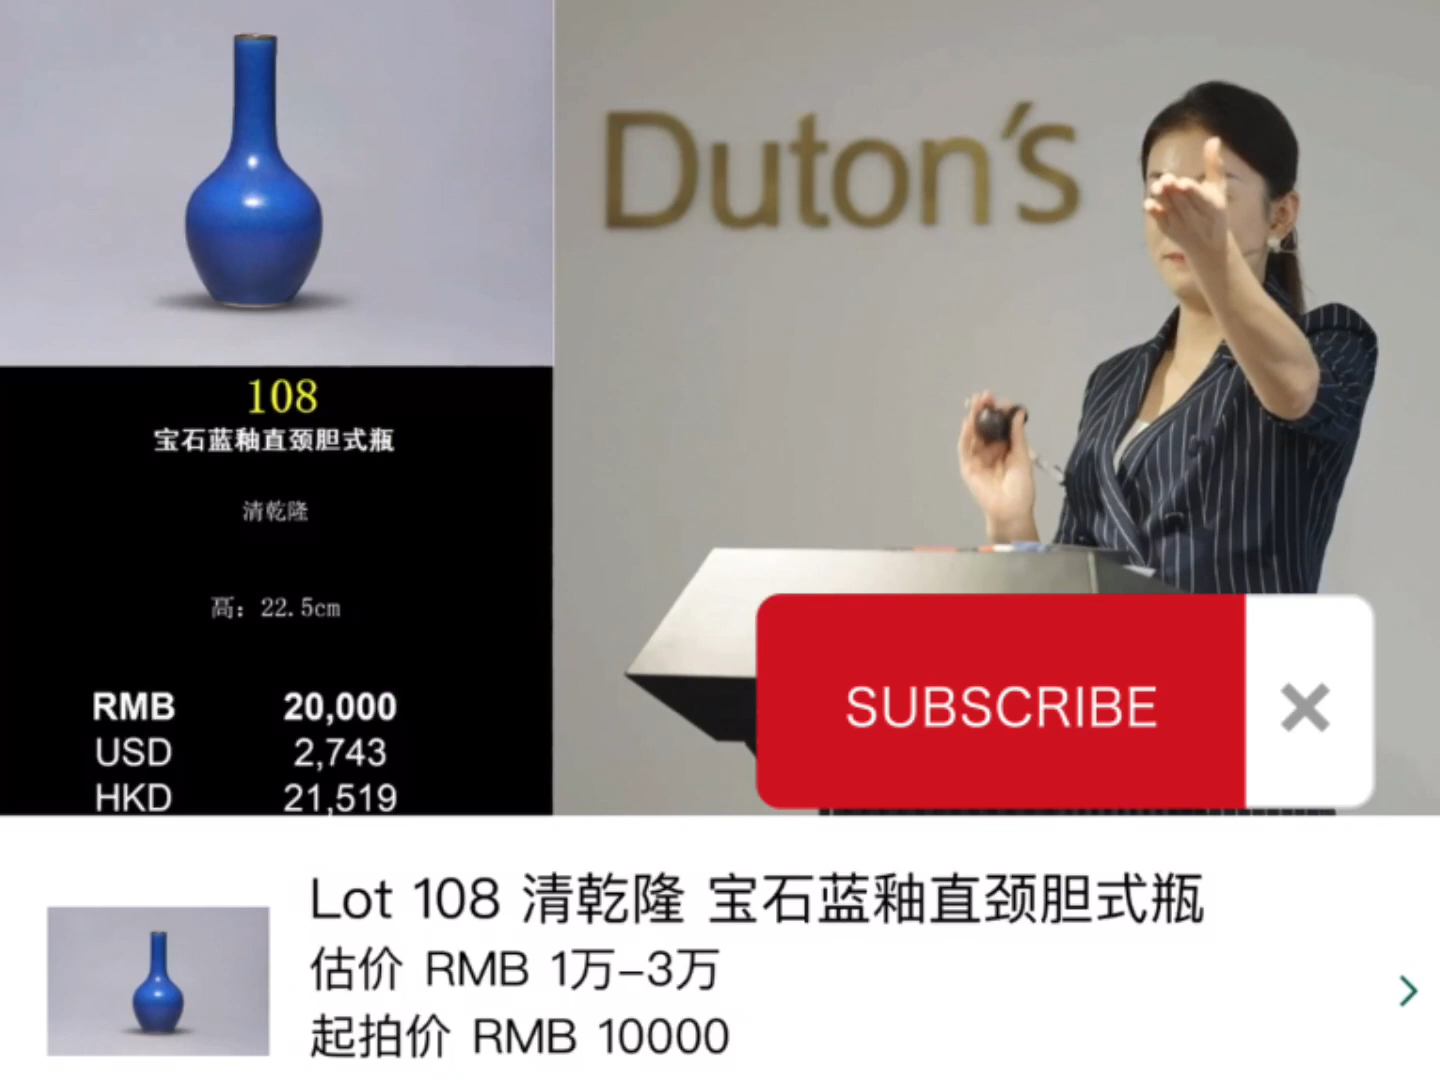 Duton's
108
宝石蓝釉直颈胆式瓶
清乾隆
高：22.5cm
RMB 20,000
USD 2,743
HKD 21,519
SUBSCRIBE
Lot 108 清乾隆 宝石蓝釉直颈胆式瓶
估价 RMB 1万-3万
起拍价 RMB 10000